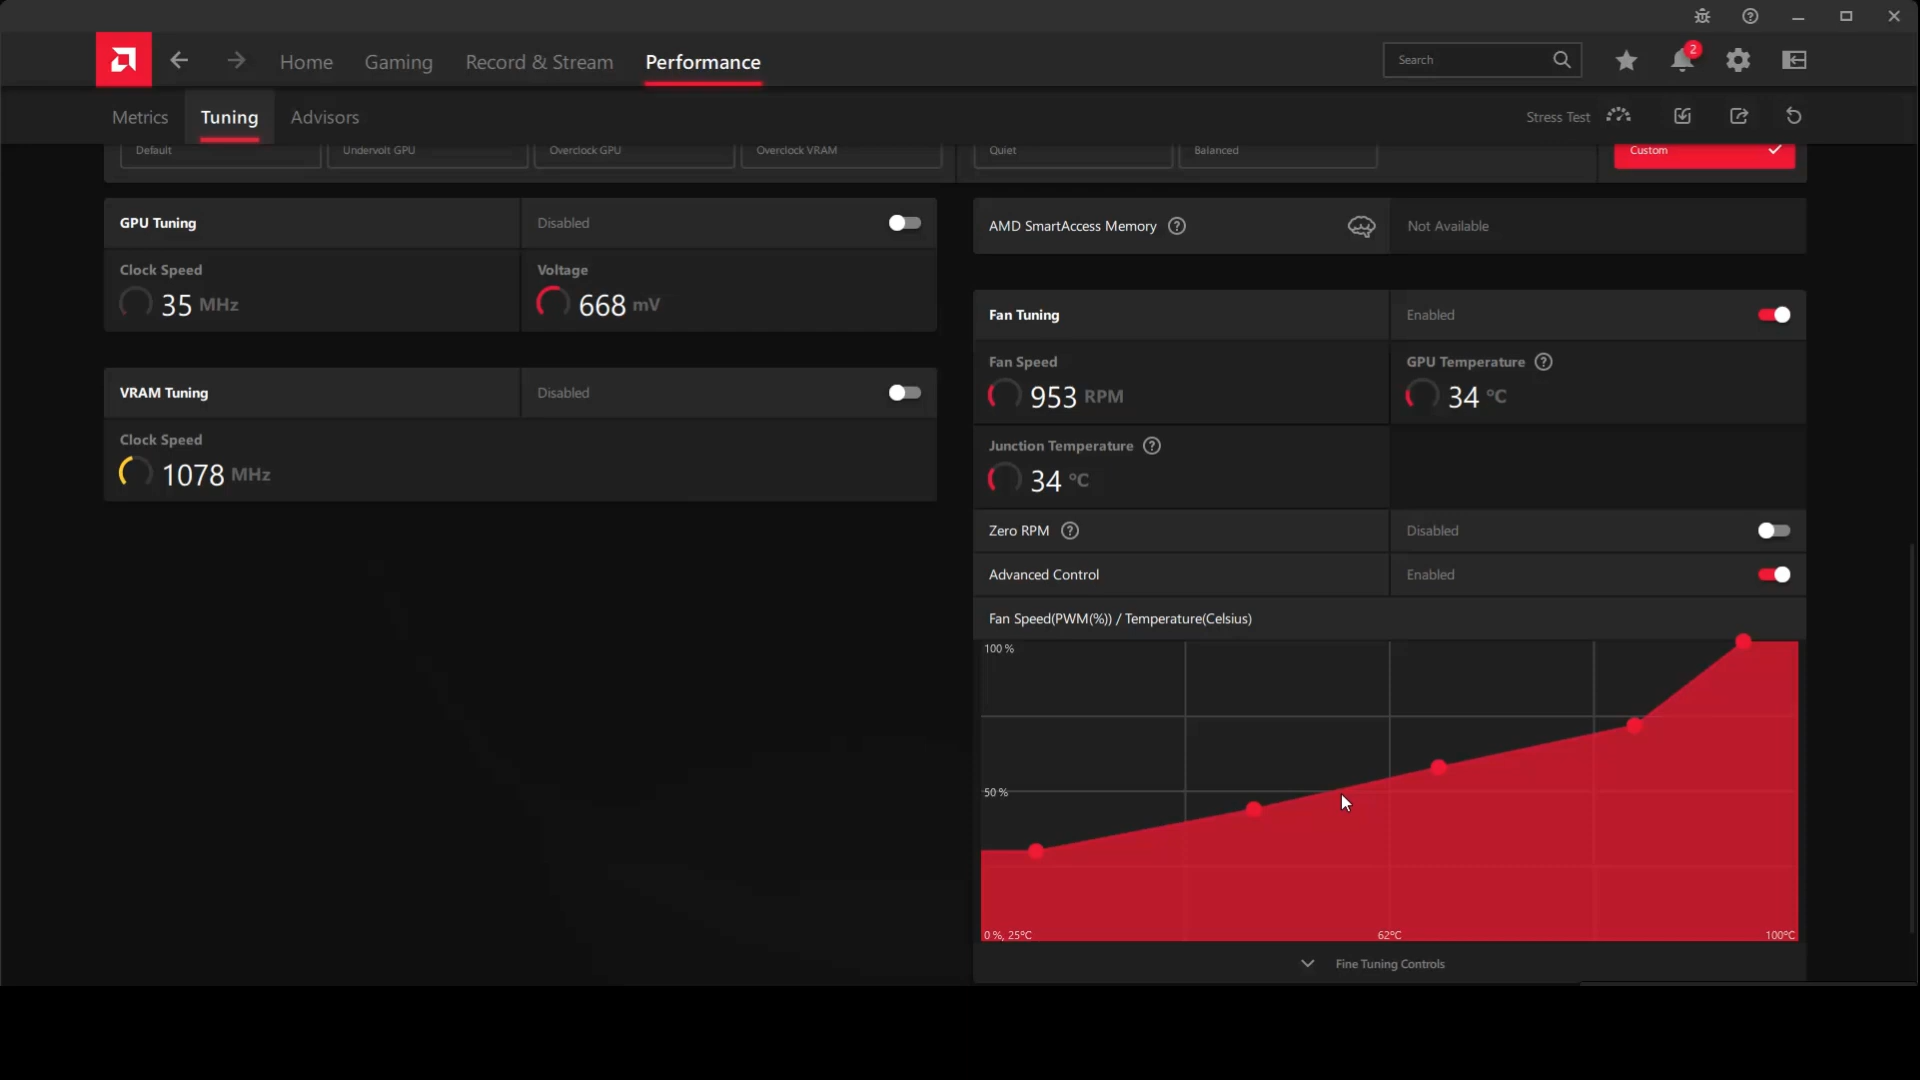 2
Home
Gaming
Record & Stream
Performance
Search
Metrics
Tuning
Advisors
Stress Test
Default
Undervolt GPU
Overclock GPU
Overclock VRAM
Quiet
Balanced
Custom
GPU Tuning
Disabled
Clock Speed
35 MHz
Voltage
668 mV
VRAM Tuning
Disabled
Clock Speed
1078 MHz
AMD SmartAccess Memory ?
Not Available
Fan Tuning
Enabled
Fan Speed
953 RPM
GPU Temperature ?
34 °C
Junction Temperature ?
34 °C
Zero RPM ?
Disabled
Advanced Control
Enabled
Fan Speed(PWM(%)) / Temperature(Celsius)
100 %
50 %
0 %, 25°C
62°C
100°C
Fine Tuning Controls